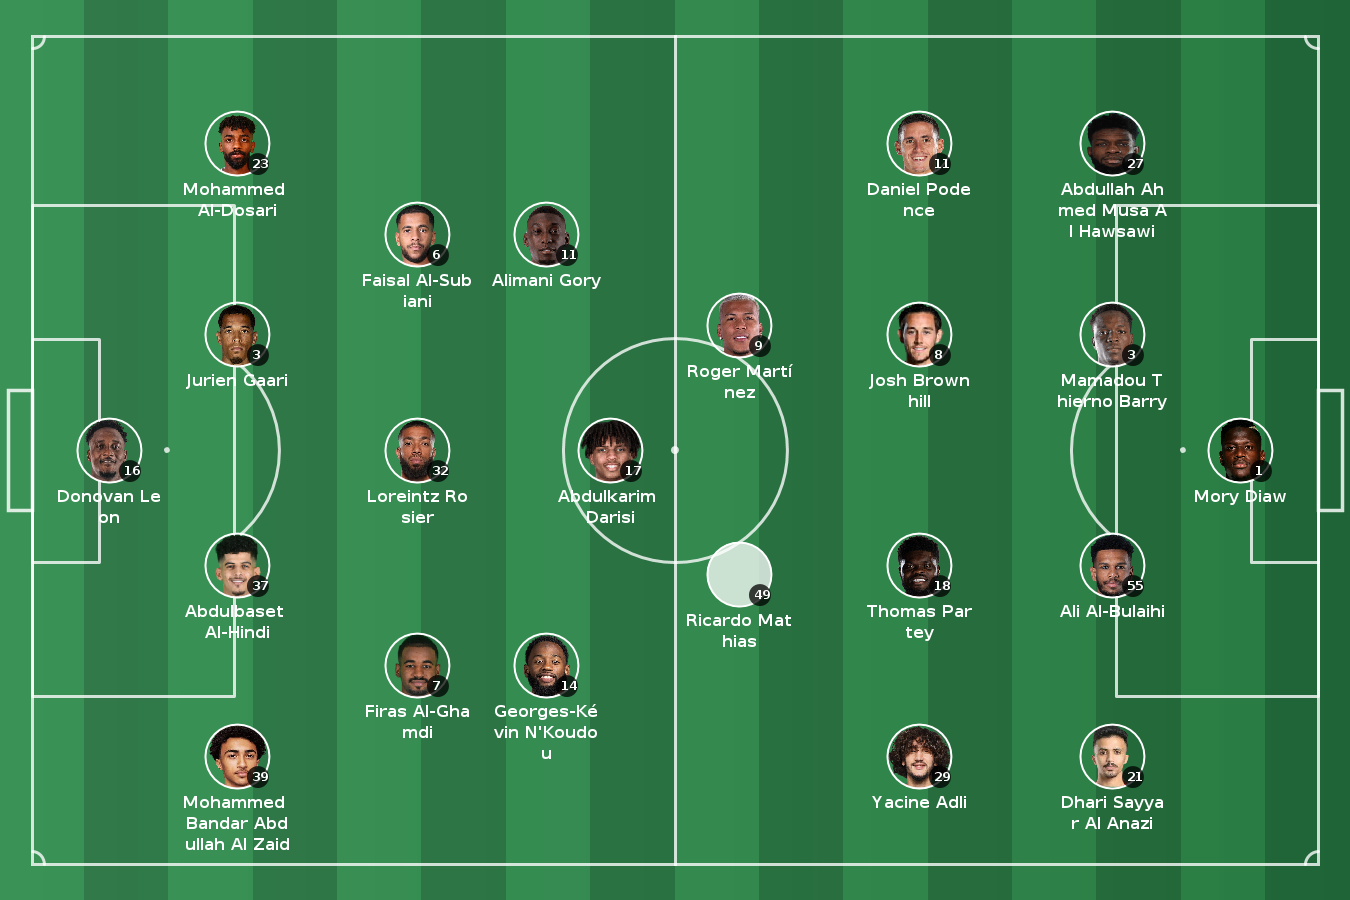 23
Mohammed
Al-Dosari
11
Daniel Pode
nce
27
Abdullah Ah
med Musa A
l Hawsawi
6
Faisal Al-Sub
iani
11
Alimani Gory
3
Jurien Gaari
9
Roger Martí
nez
8
Josh Brown
hill
3
Mamadou T
hierno Barry
16
Donovan Le
on
32
Loreintz Ro
sier
17
Abdulkarim
Darisi
1
Mory Diaw
37
Abdulbaset
Al-Hindi
49
Ricardo Mat
hias
18
Thomas Par
tey
55
Ali Al-Bulaihi
7
Firas Al-Gha
mdi
14
Georges-Ké
vin N'Koudo
u
39
Mohammed
Bandar Abd
ullah Al Zaid
29
Yacine Adli
21
Dhari Sayya
r Al Anazi